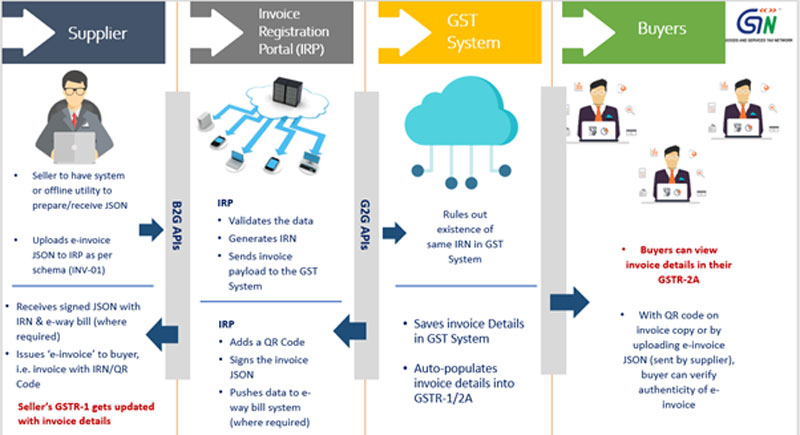 Supplier
Invoice
Registration
Portal (IRP)
GST
System
Buyers
GSTN
GOODS AND SERVICES TAX NETWORK
• Seller to have system
or offline utility to
prepare/receive JSON
• Uploads e-invoice
JSON to IRP as per
schema (INV-01)
• Receives signed JSON with
IRN & e-way bill (where
required)
• Issues ‘e-invoice’ to buyer,
i.e. invoice with IRN/QR
Code
Seller’s GSTR-1 gets updated
with invoice details
B2G APIs
IRP
• Validates the data
• Generates IRN
• Sends invoice
payload to the GST
System
IRP
• Adds a QR Code
• Signs the invoice
JSON
• Pushes data to e-
way bill system
(where required)
G2G APIs
Rules out
existence of
same IRN in GST
System
• Saves invoice Details
in GST System
• Auto-populates
invoice details into
GSTR-1/2A
• Buyers can view
invoice details in their
GSTR-2A
• With QR code on
invoice copy or by
uploading e-invoice
JSON (sent by supplier),
buyer can verify
authenticity of e-
invoice